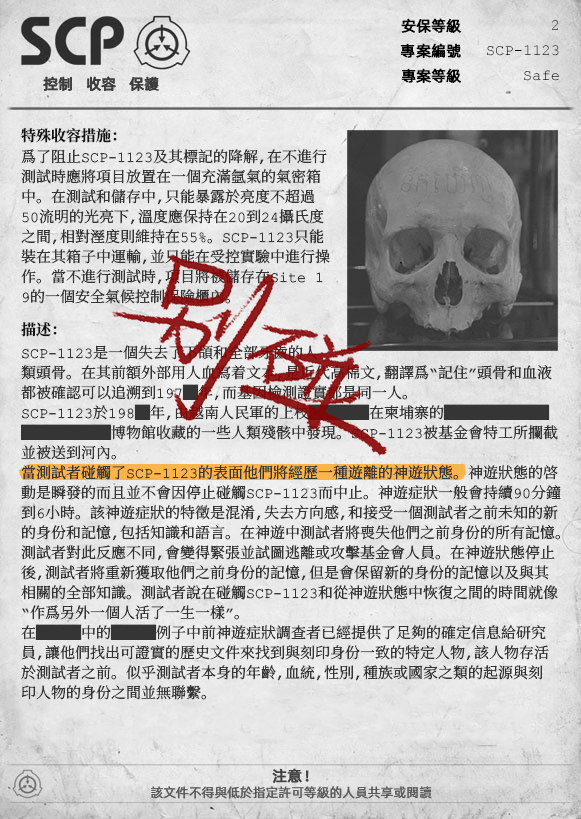 SCP
控制 收容 保護
安保等級 2
專案編號 SCP-1123
專案等級 Safe
特殊收容措施:
爲了阻止SCP-1123及其標記的降解,在不進行
測試時應將項目放置在一個充滿氬氣的氣密箱
中。在測試和儲存中,只能暴露於亮度不超過
50流明的光亮下,溫度應保持在20到24攝氏度
之間,相對溼度則維持在55%。SCP-1123只能
裝在其箱子中運輸,並只能在受控實驗中進行操
作。當不進行測試時,項目將被儲存在Site 1
9的一個安全氣候控制保險櫃內。
別碰
描述:
SCP-1123是一個失去了下頜和全部牙齒的人
類頭骨。在其前額外部用人血寫着文字,是近代高棉文,翻譯爲“記住”頭骨和血液
都被確認可以追溯到197 年,而基因檢測證實都是同一人。
SCP-1123於198 年,由越南人民軍的上校 在柬埔寨的
博物館收藏的一些人類殘骸中發現。SCP-1123被基金會特工所攔截
並被送到河內。
當測試者碰觸了SCP-1123的表面他們將經歷一種遊離的神遊狀態。神遊狀態的啓
動是瞬發的而且並不會因停止碰觸SCP-1123而中止。神遊症狀一般會持續90分鐘
到6小時。該神遊症狀的特徵是混淆,失去方向感,和接受一個測試者之前未知的新
的身份和記憶,包括知識和語言。在神遊中測試者將喪失他們之前身份的所有記憶。
測試者對此反應不同,會變得緊張並試圖逃離或攻擊基金會人員。在神遊狀態停止
後,測試者將重新獲取他們之前身份的記憶,但是會保留新的身份的記憶以及與其
相關的全部知識。測試者說在碰觸SCP-1123和從神遊狀態中恢復之間的時間就像
“作爲另外一個人活了一生一樣”。
在 中的 例子中前神遊症狀調查者已經提供了足夠的確定信息給研究
員,讓他們找出可證實的歷史文件來找到與刻印身份一致的特定人物,該人物存活
於測試者之前。似乎測試者本身的年齡,血統,性別,種族或國家之類的起源與刻
印人物的身份之間並無聯繫。
注意!
該文件不得與低於指定許可等級的人員共享或閱讀